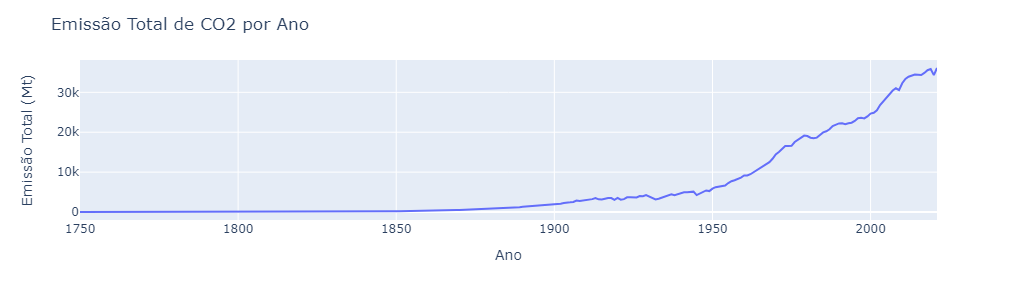 Emissão Total de CO2 por Ano
Emissão Total (Mt)
30k
20k
10k
0
1750
1800
1850
1900
1950
2000
Ano